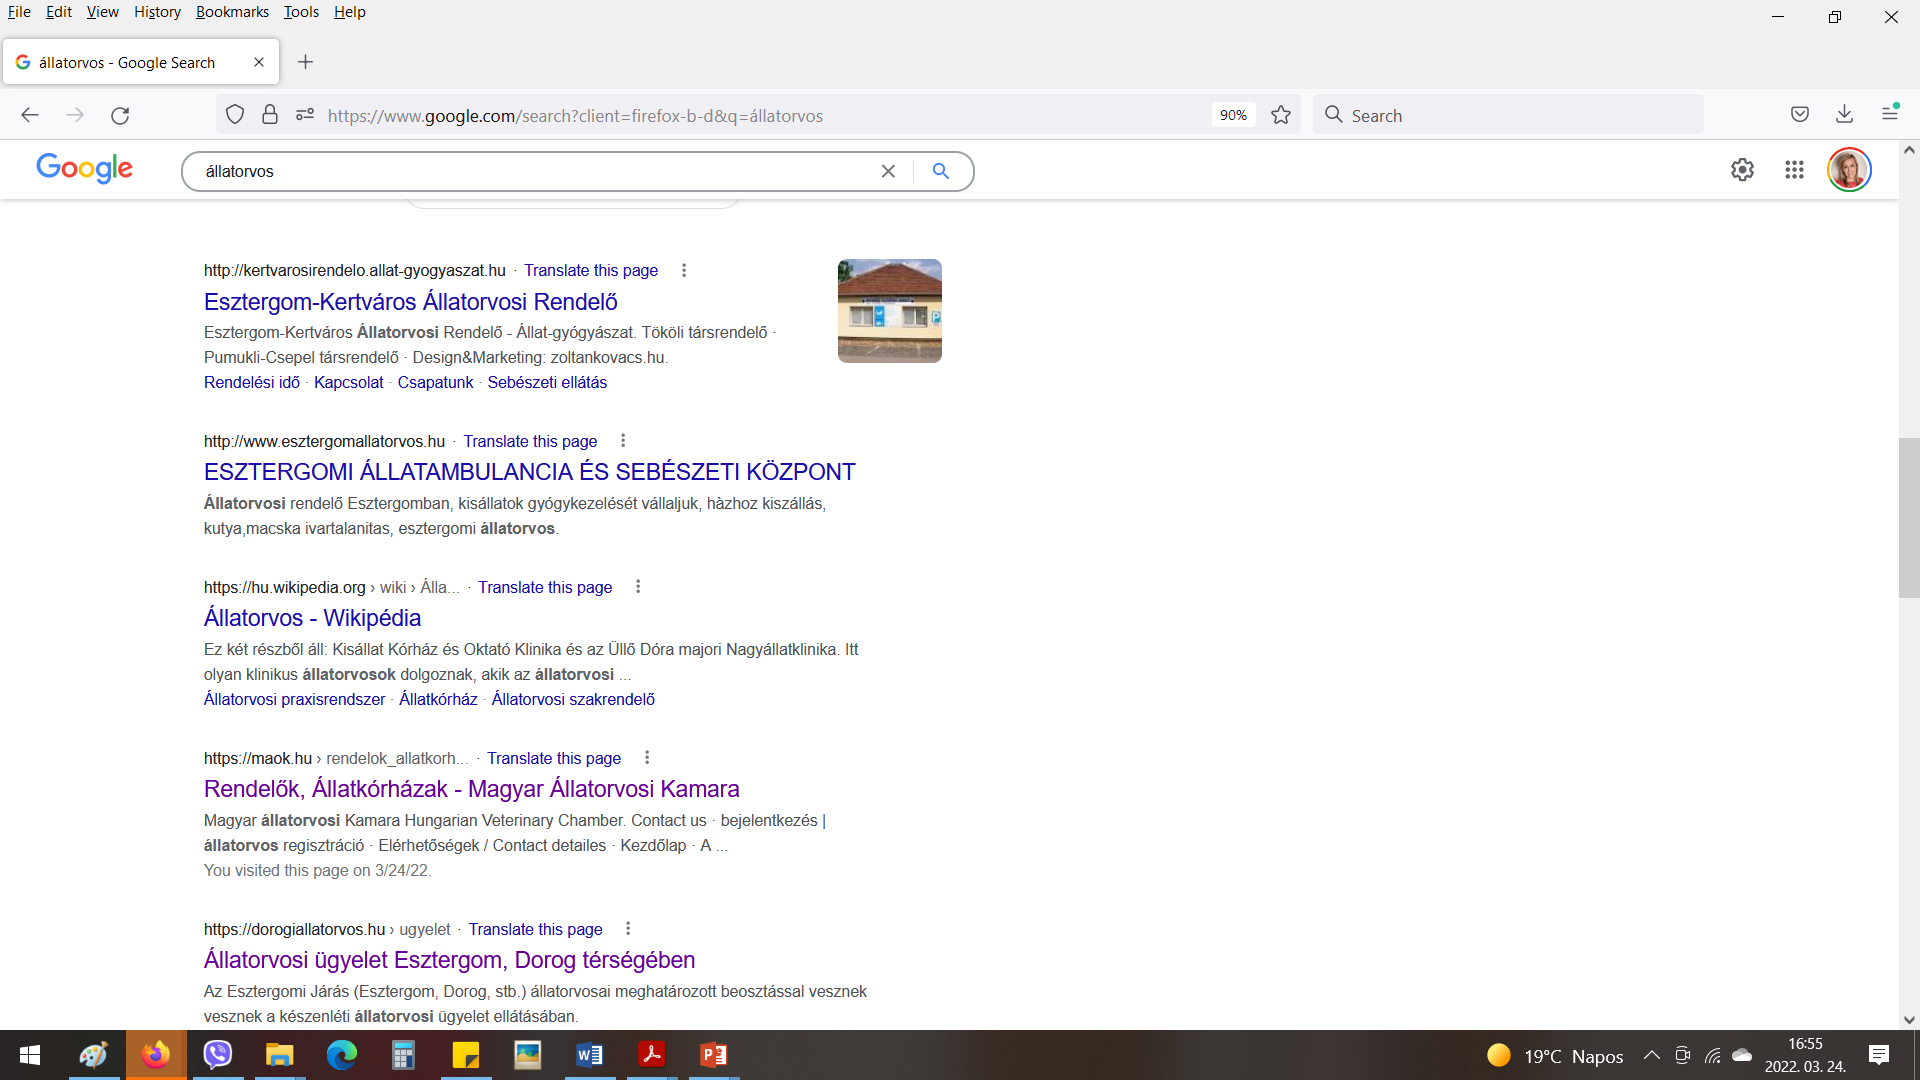 File Edit View History Bookmarks Tools Help
állatorvos - Google Search
https://www.google.com/search?client=firefox-b-d&q=állatorvos
90%
Search
Google
állatorvos
http://kertvarosirendelo.allat-gyogyaszat.hu · Translate this page
Esztergom-Kertváros Állatorvosi Rendelő
Esztergom-Kertváros Állatorvosi Rendelő - Állat-gyógyászat. Tököli társrendelő ·
Pumukli-Csepel társrendelő · Design&Marketing: zoltankovacs.hu.
Rendelési idő · Kapcsolat · Csapatunk · Sebészeti ellátás
http://www.esztergomallatorvos.hu · Translate this page
ESZTERGOMI ÁLLATAMBULANCIA ÉS SEBÉSZETI KÖZPONT
Állatorvosi rendelő Esztergomban, kisállatok gyógykezelését vállaljuk, hàzhoz kiszállás,
kutya,macska ivartalanitas, esztergomi állatorvos.
https://hu.wikipedia.org › wiki › Álla... · Translate this page
Állatorvos - Wikipédia
Ez két részből áll: Kisállat Kórház és Oktató Klinika és az Üllő Dóra majori Nagyállatklinika. Itt
olyan klinikus állatorvosok dolgoznak, akik az állatorvosi ...
Állatorvosi praxisrendszer · Állatkórház · Állatorvosi szakrendelő
https://maok.hu › rendelok_allatkorh... · Translate this page
Rendelők, Állatkórházak - Magyar Állatorvosi Kamara
Magyar állatorvosi Kamara Hungarian Veterinary Chamber. Contact us · bejelentkezés |
állatorvos regisztráció · Elérhetőségek / Contact detailes · Kezdőlap · A ...
You visited this page on 3/24/22.
https://dorogiallatorvos.hu › ugyelet · Translate this page
Állatorvosi ügyelet Esztergom, Dorog térségében
Az Esztergomi Járás (Esztergom, Dorog, stb.) állatorvosai meghatározott beosztással vesznek
vesznek a készenléti állatorvosi ügyelet ellátásában.
19°C Napos
16:55
2022. 03. 24.